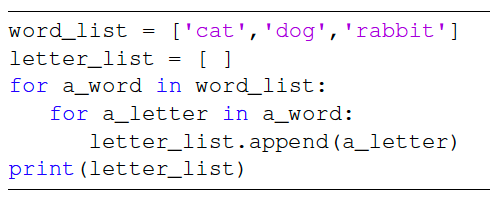 word_list = ['cat','dog','rabbit']
letter_list = [ ]
for a_word in word_list:
   for a_letter in a_word:
      letter_list.append(a_letter)
print(letter_list)